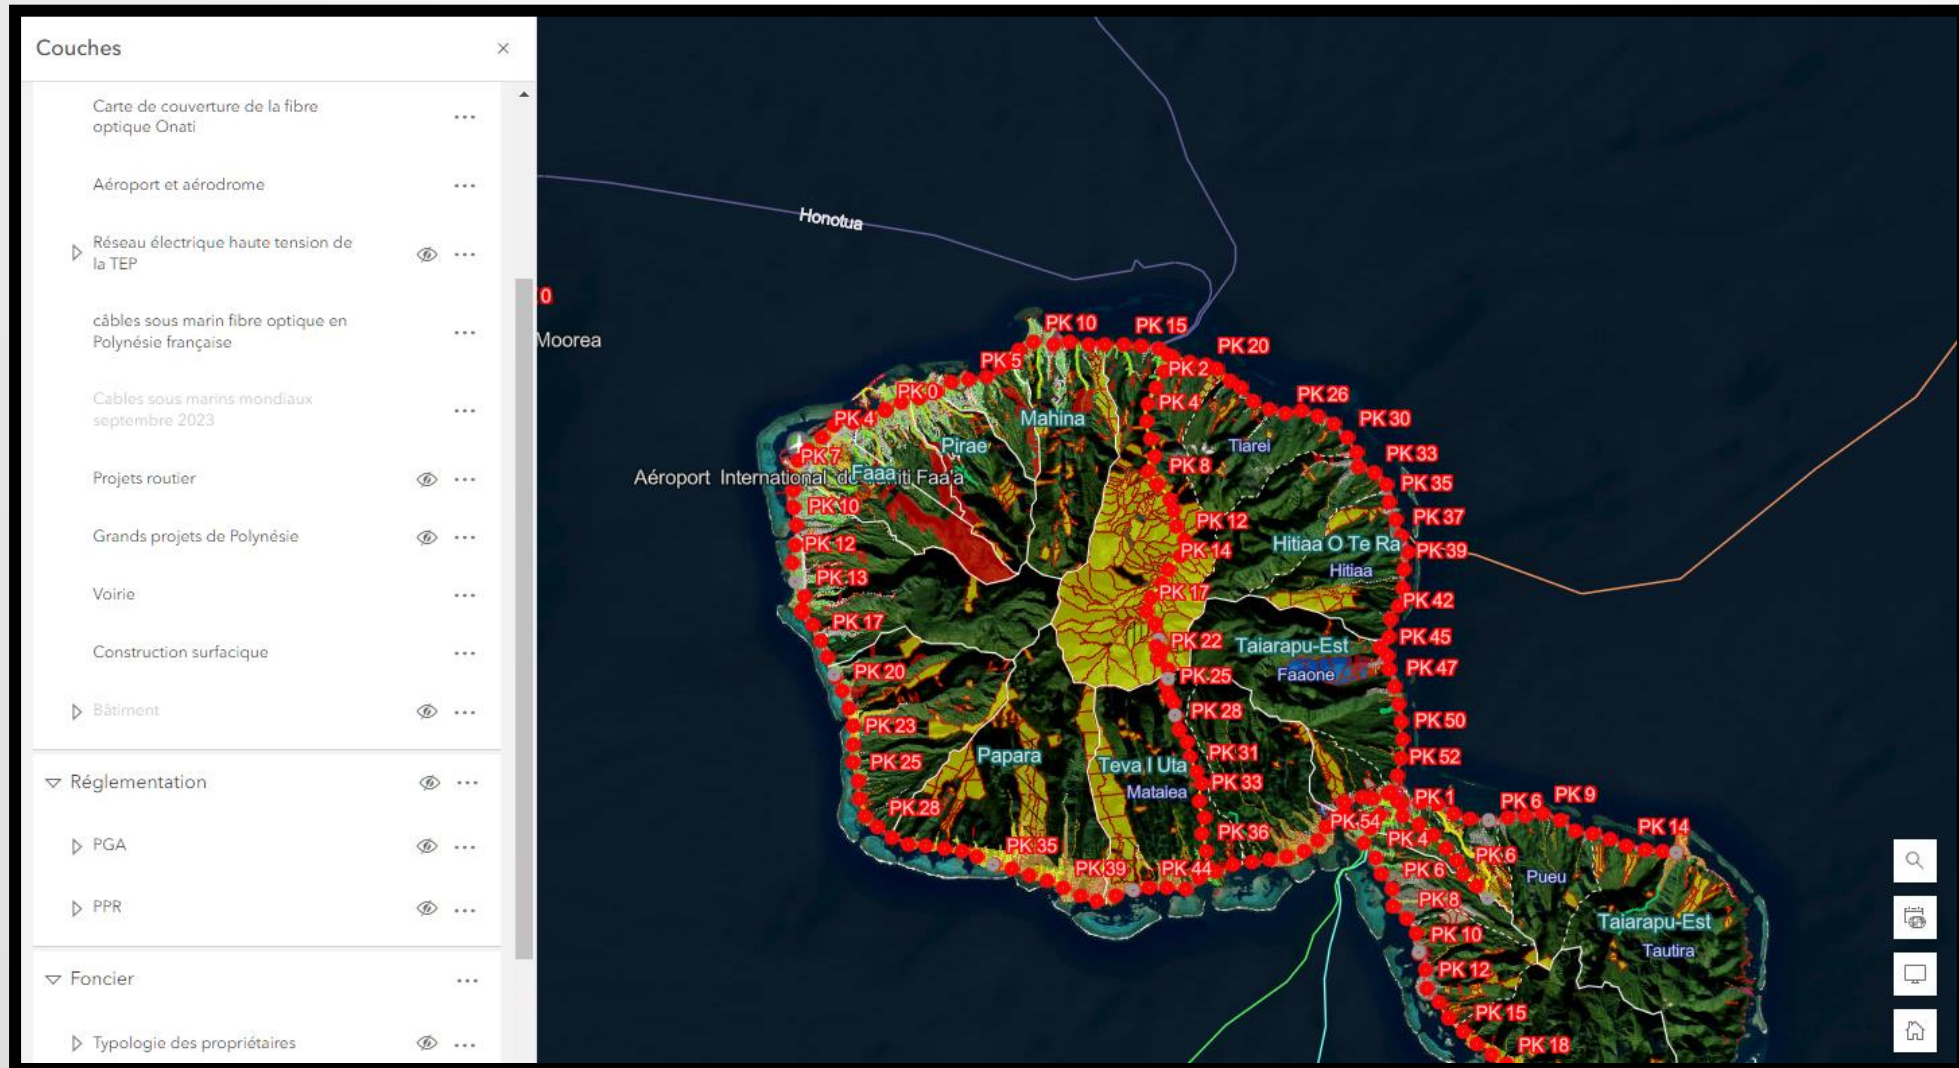 Couches
Carte de couverture de la fibre
optique Onati
Aéroport et aérodrome
Réseau électrique haute tension de
la TEP
câbles sous marin fibre optique en
Polynésie française
Cables sous marins mondiaux
septembre 2023
Projets routier
Grands projets de Polynésie
Voirie
Construction surfacique
Bâtiment
Réglementation
PGA
PPR
Foncier
Typologie des propriétaires
Honotua
0
Moorea
PK 10
PK 15
PK 20
PK 5
PK 2
PK 0
PK 4
PK 26
PK 4
PK 30
Mahina
Pirae
Tiarei
PK 7
PK 33
PK 8
Faaa
Aéroport International de Tahiti Faa'a
PK 35
PK 10
PK 12
PK 37
PK 12
PK 14
Hitiaa O Te Ra
PK 39
Hitiaa
PK 13
PK 17
PK 42
PK 17
PK 22
Taiarapu-Est
PK 45
PK 20
PK 25
Faaone
PK 47
PK 23
PK 28
PK 50
Papara
Teva I Uta
PK 31
PK 52
PK 25
Mataiea
PK 33
PK 28
PK 1
PK 6
PK 9
PK 36
PK 54
PK 14
PK 35
PK 4
PK 6
PK 39
PK 44
PK 6
Pueu
PK 8
Taiarapu-Est
PK 10
Tautira
PK 12
PK 15
PK 18